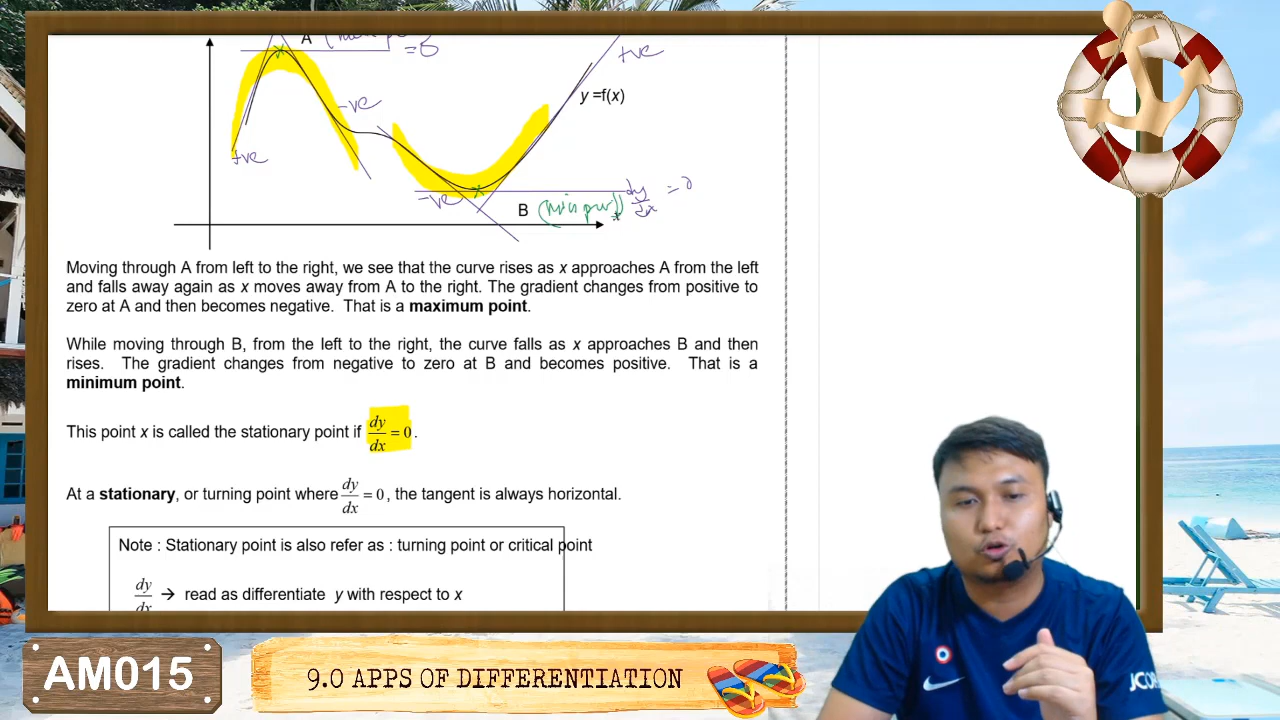 A (
= 0
+ve
-ve
y =f(x)
+ve
-ve
B (min
dy/dx = 0
x
Moving through A from left to the right, we see that the curve rises as x approaches A from the left
and falls away again as x moves away from A to the right. The gradient changes from positive to
zero at A and then becomes negative. That is a maximum point.
While moving through B, from the left to the right, the curve falls as x approaches B and then
rises. The gradient changes from negative to zero at B and becomes positive. That is a
minimum point.
This point x is called the stationary point if dy/dx = 0.
At a stationary, or turning point where dy/dx = 0, the tangent is always horizontal.
Note : Stationary point is also refer as : turning point or critical point
dy/dx → read as differentiate y with respect to x
JCOR
AM015
9.0 APPS OF DIFFERENTIATION